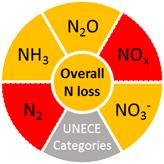 N₂O
NH₃
NOₓ
Overall
N loss
N₂
NO₃⁻
UNECE
Categories